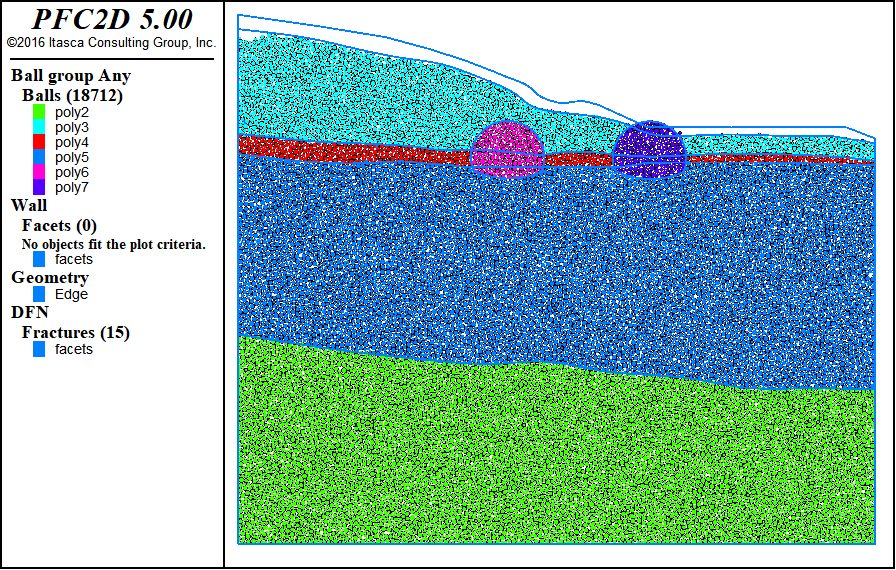 PFC2D 5.00
©2016 Itasca Consulting Group, Inc.
Ball group Any
Balls (18712)
poly2
poly3
poly4
poly5
poly6
poly7
Wall
Facets (0)
No objects fit the plot criteria.
facets
Geometry
Edge
DFN
Fractures (15)
facets